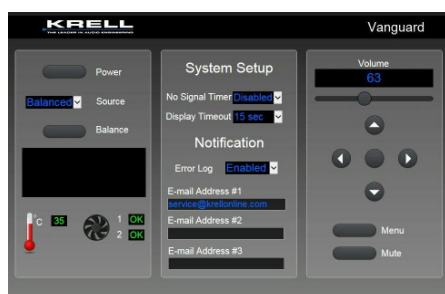 KRELL
THE LEADER IN AUDIO ENGINEERING
Vanguard
Power
Balanced Source
Balance
°C 35
1 OK
2 OK
System Setup
No Signal Timer Disabled
Display Timeout 15 sec
Notification
Error Log Enabled
E-mail Address #1
service@krellonline.com
E-mail Address #2
E-mail Address #3
Volume
63
Menu
Mute